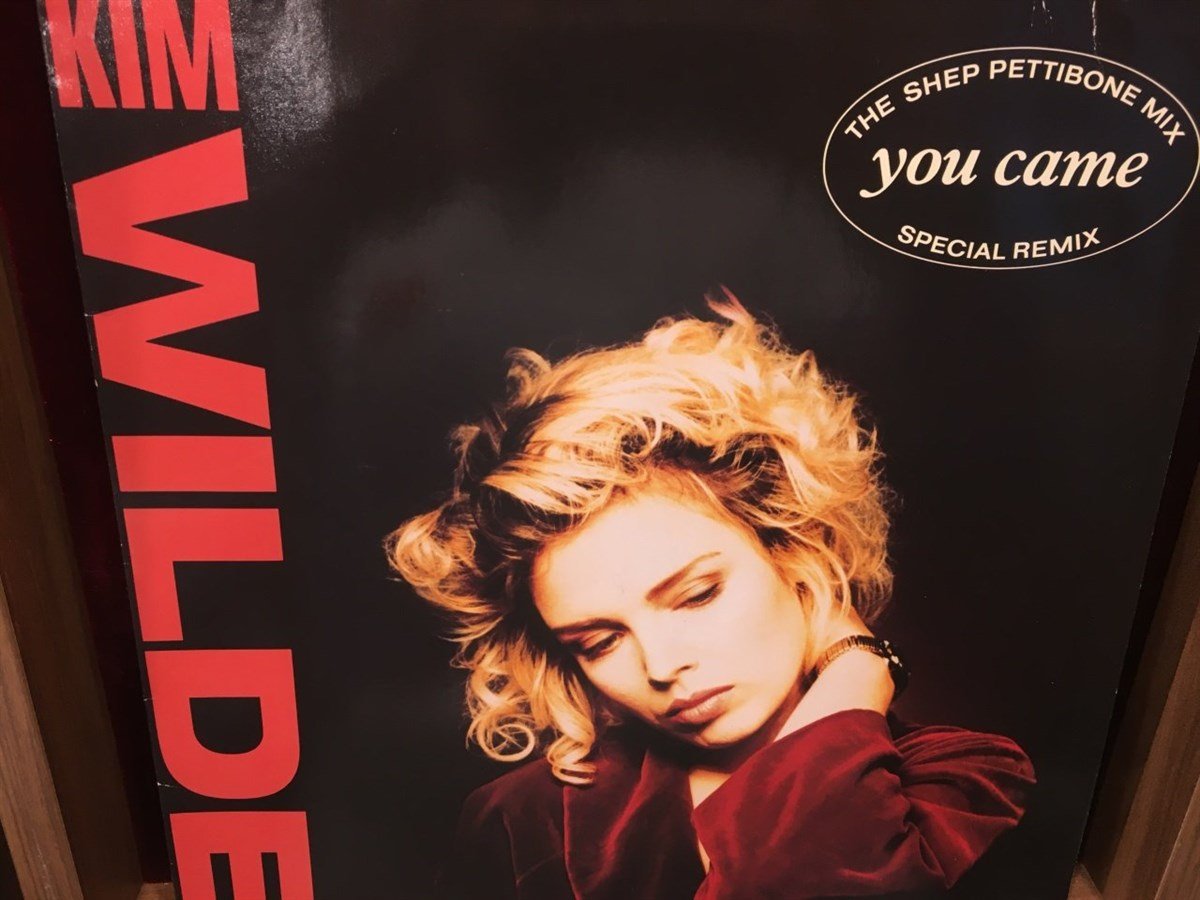 KIM
WILDE
THE SHEP PETTIBONE MIX
you came
SPECIAL REMIX